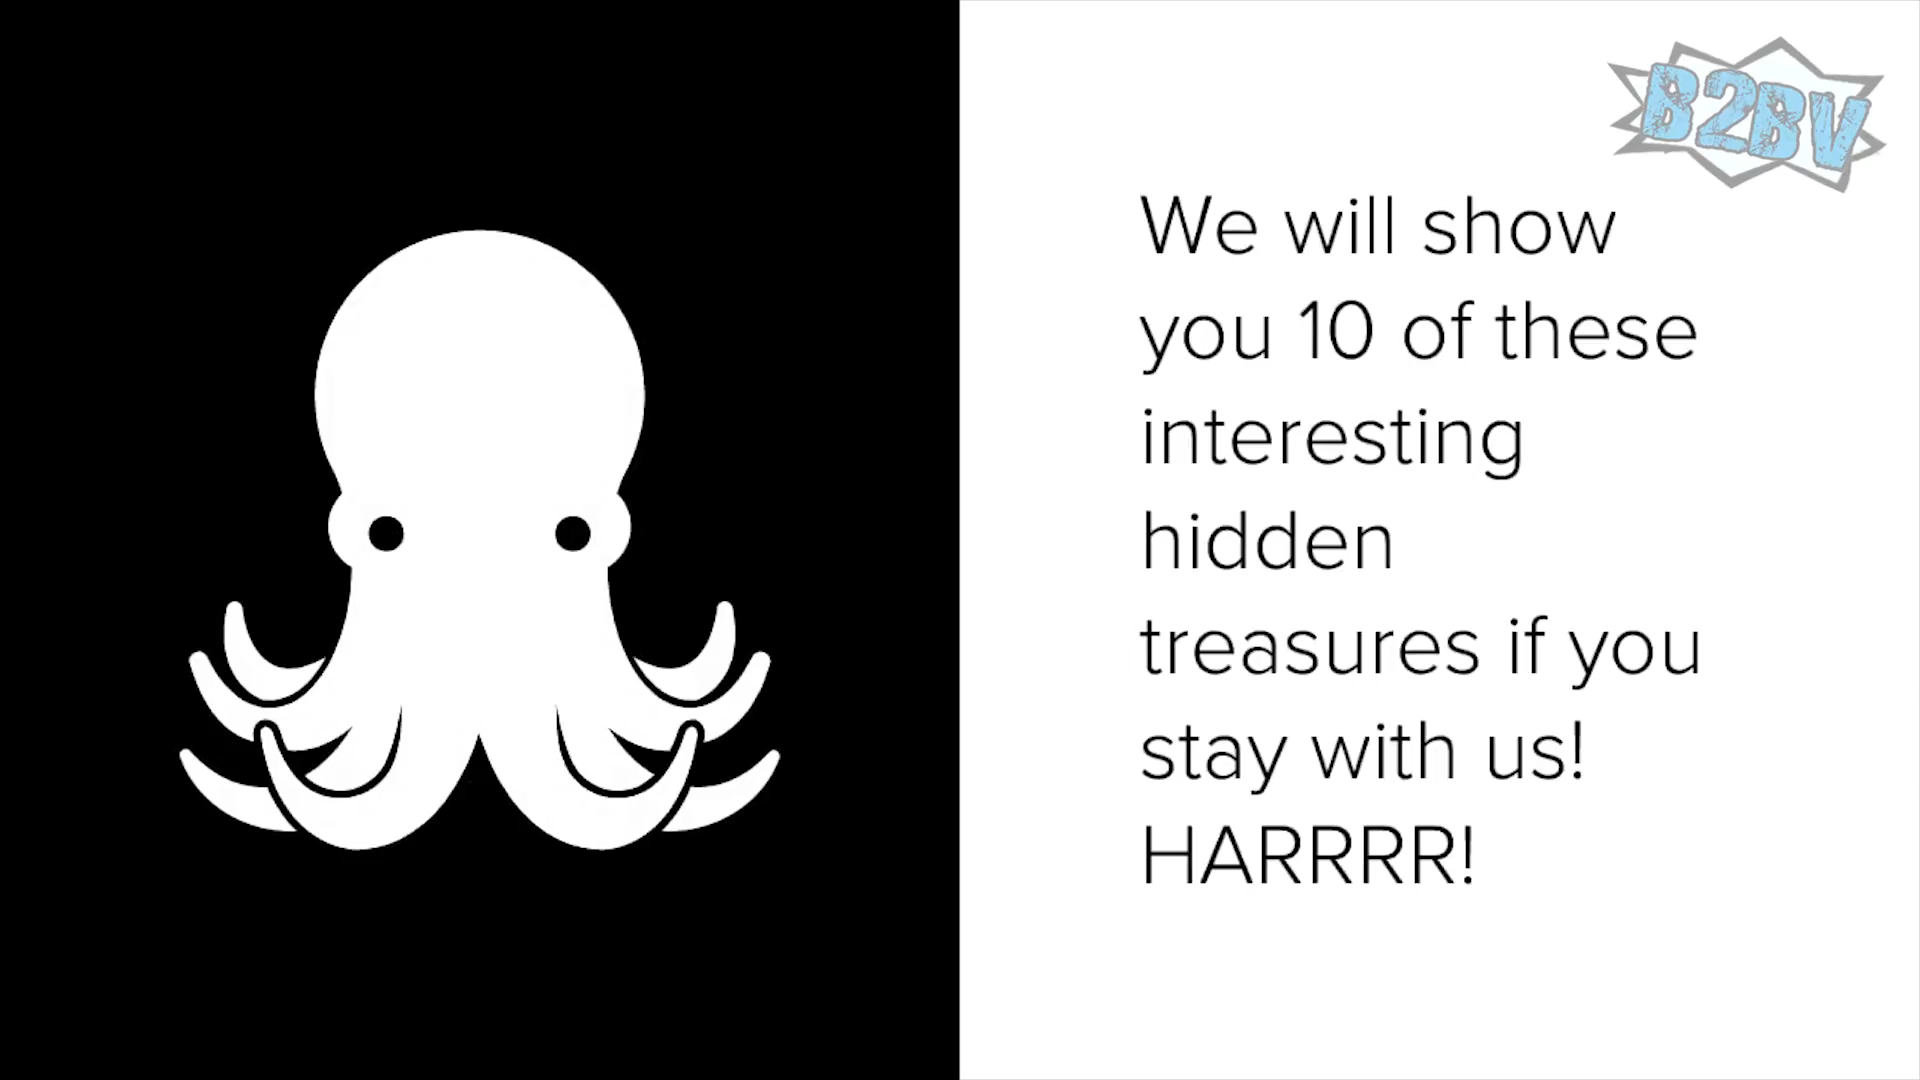 B2BV
We will show
you 10 of these
interesting
hidden
treasures if you
stay with us!
HARRRR!